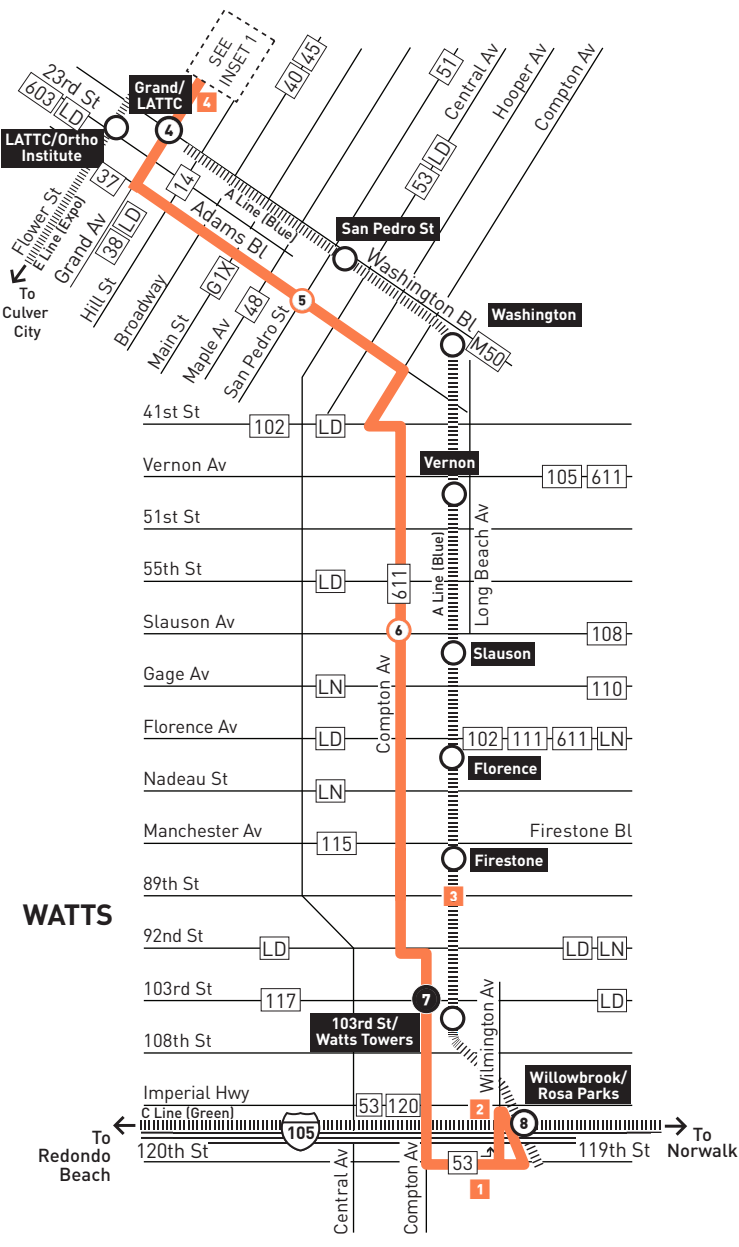 SEE
INSET 1
40
45
51
Central Av
Hooper Av
Compton Av
23rd St
603
LD
Grand/
LATTC
4
4
LATTC/Ortho
Institute
37
14
A Line (Blue)
53
LD
San Pedro St
Flower St
E Line (Expo)
Grand Av
38
LD
Adams Bl
Washington Bl
To
Culver
City
Hill St
Broadway
G1X
48
5
Main St
Maple Av
San Pedro St
Washington
M50
41st St
102
LD
Vernon Av
Vernon
105
611
51st St
A Line (Blue)
Long Beach Av
55th St
LD
611
Slauson Av
6
108
Slauson
Gage Av
LN
Compton Av
110
Florence Av
LD
102
111
611
LN
Florence
Nadeau St
LN
Manchester Av
115
Firestone Bl
Firestone
89th St
3
WATTS
92nd St
LD
LD
LN
103rd St
117
7
LD
103rd St/
Watts Towers
Wilmington Av
108th St
Willowbrook/
Rosa Parks
Imperial Hwy
53
120
2
C Line (Green)
8
105
To
Redondo
Beach
To
Norwalk
120th St
119th St
53
1
Central Av
Compton Av